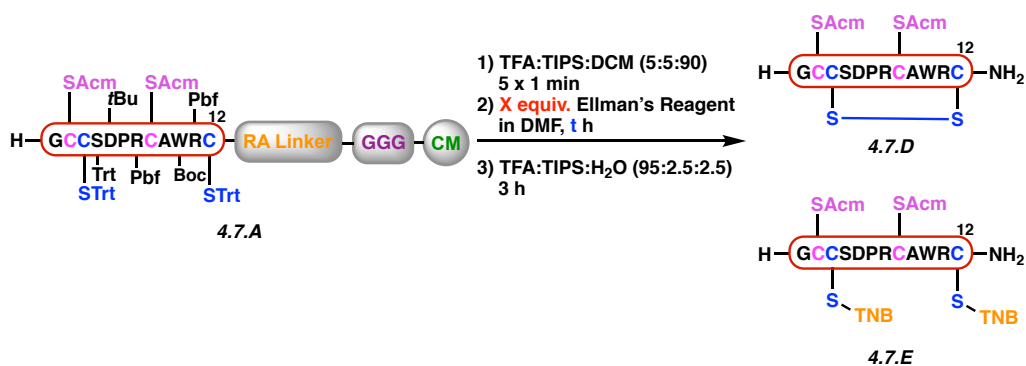 SAcm SAcm
tBu Pbf
12
H GCCSDPRCAWRC RA Linker GGG CM
Trt Pbf Boc
STrt STrt
4.7.A
1) TFA:TIPS:DCM (5:5:90)
5 x 1 min
2) X equiv. Ellman's Reagent
in DMF, t h
3) TFA:TIPS:H₂O (95:2.5:2.5)
3 h
SAcm SAcm
12
H GCCSDPRCAWRC NH₂
S S
4.7.D
SAcm SAcm
12
H GCCSDPRCAWRC NH₂
S S
TNB TNB
4.7.E